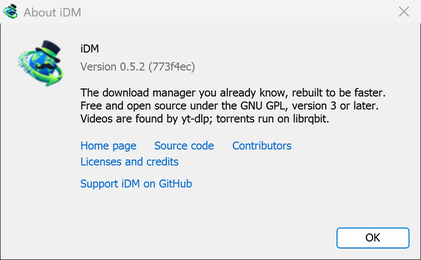 About iDM
iDM
Version 0.5.2 (773f4ec)
The download manager you already know, rebuilt to be faster.
Free and open source under the GNU GPL, version 3 or later.
Videos are found by yt-dlp; torrents run on librqbit.
Home page Source code Contributors
Licenses and credits
Support iDM on GitHub
OK